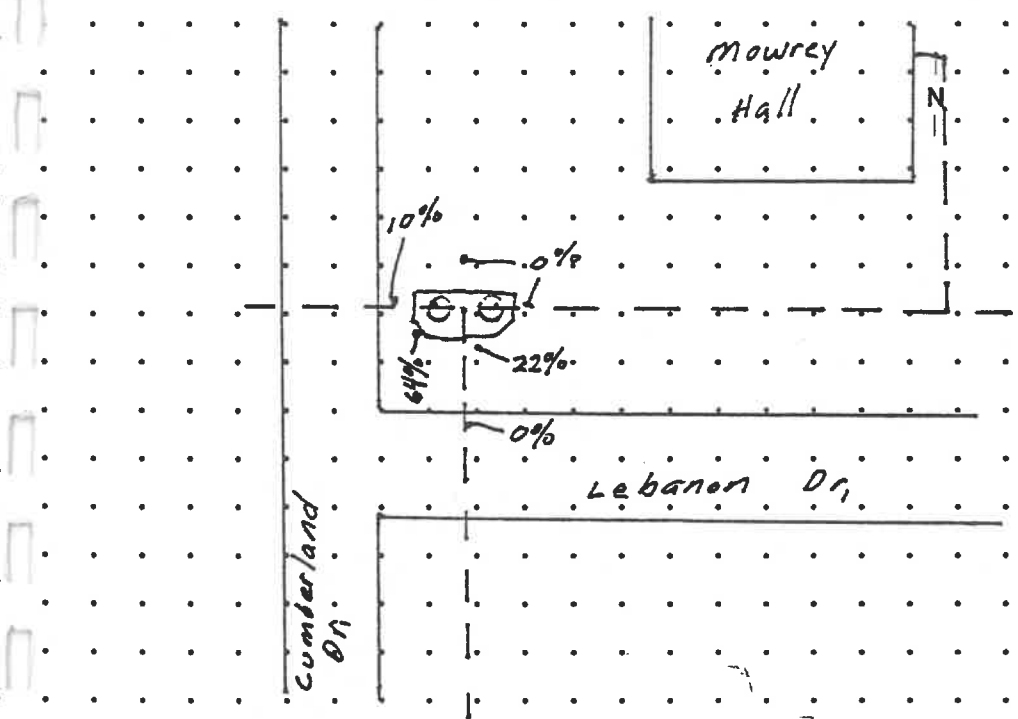 Mowrey
Hall
N
10%
0%
64%
22%
0%
Lebanon Dr,
Cumberland
Dr,